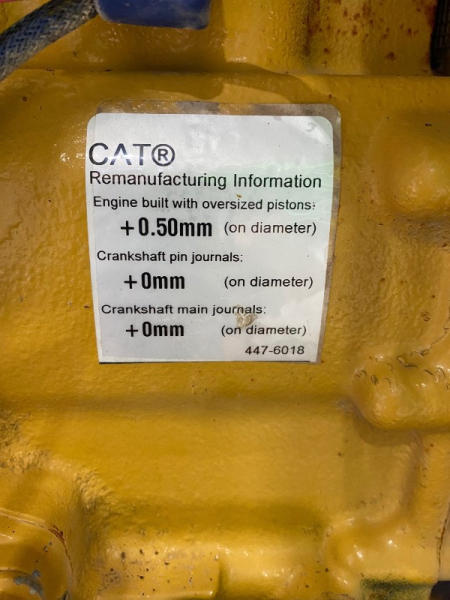 CAT®
Remanufacturing Information
Engine built with oversized pistons:
+0.50mm (on diameter)
Crankshaft pin journals:
+0mm (on diameter)
Crankshaft main journals:
+0mm (on diameter)
447-6018